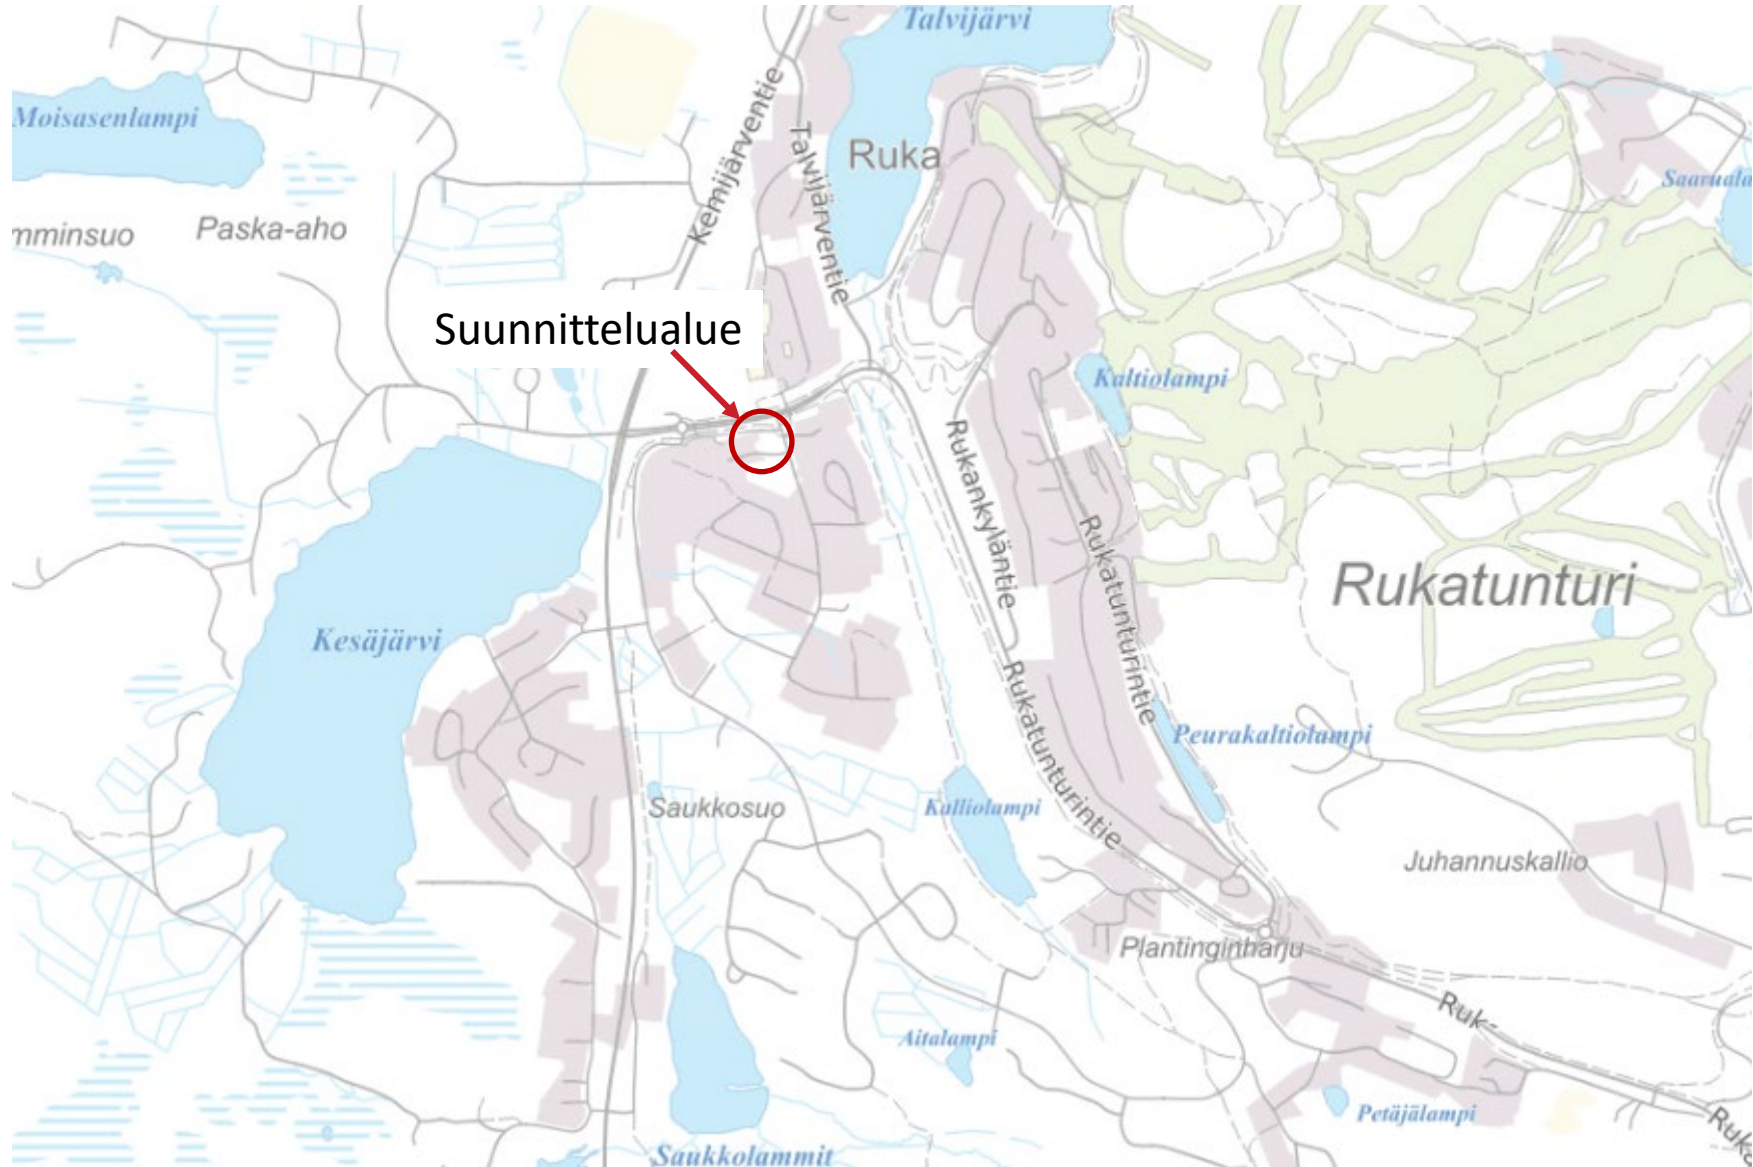 Talvijärvi
Moisasenlampi
Kemijärventie
Talvijärventie
Ruka
Saaruala
mminsuo
Paska-aho
Suunnittelualue
Kaltiolampi
Rukankyläntie
Rukatunturintie
Rukatunturi
Kesäjärvi
Rukatunturintie
Peurakaltiolampi
Saukkosuo
Kalliolampi
Juhannuskallio
Plantinginharju
Ruk
Aitalampi
Petäjälampi
Ruka
Saukkolammit